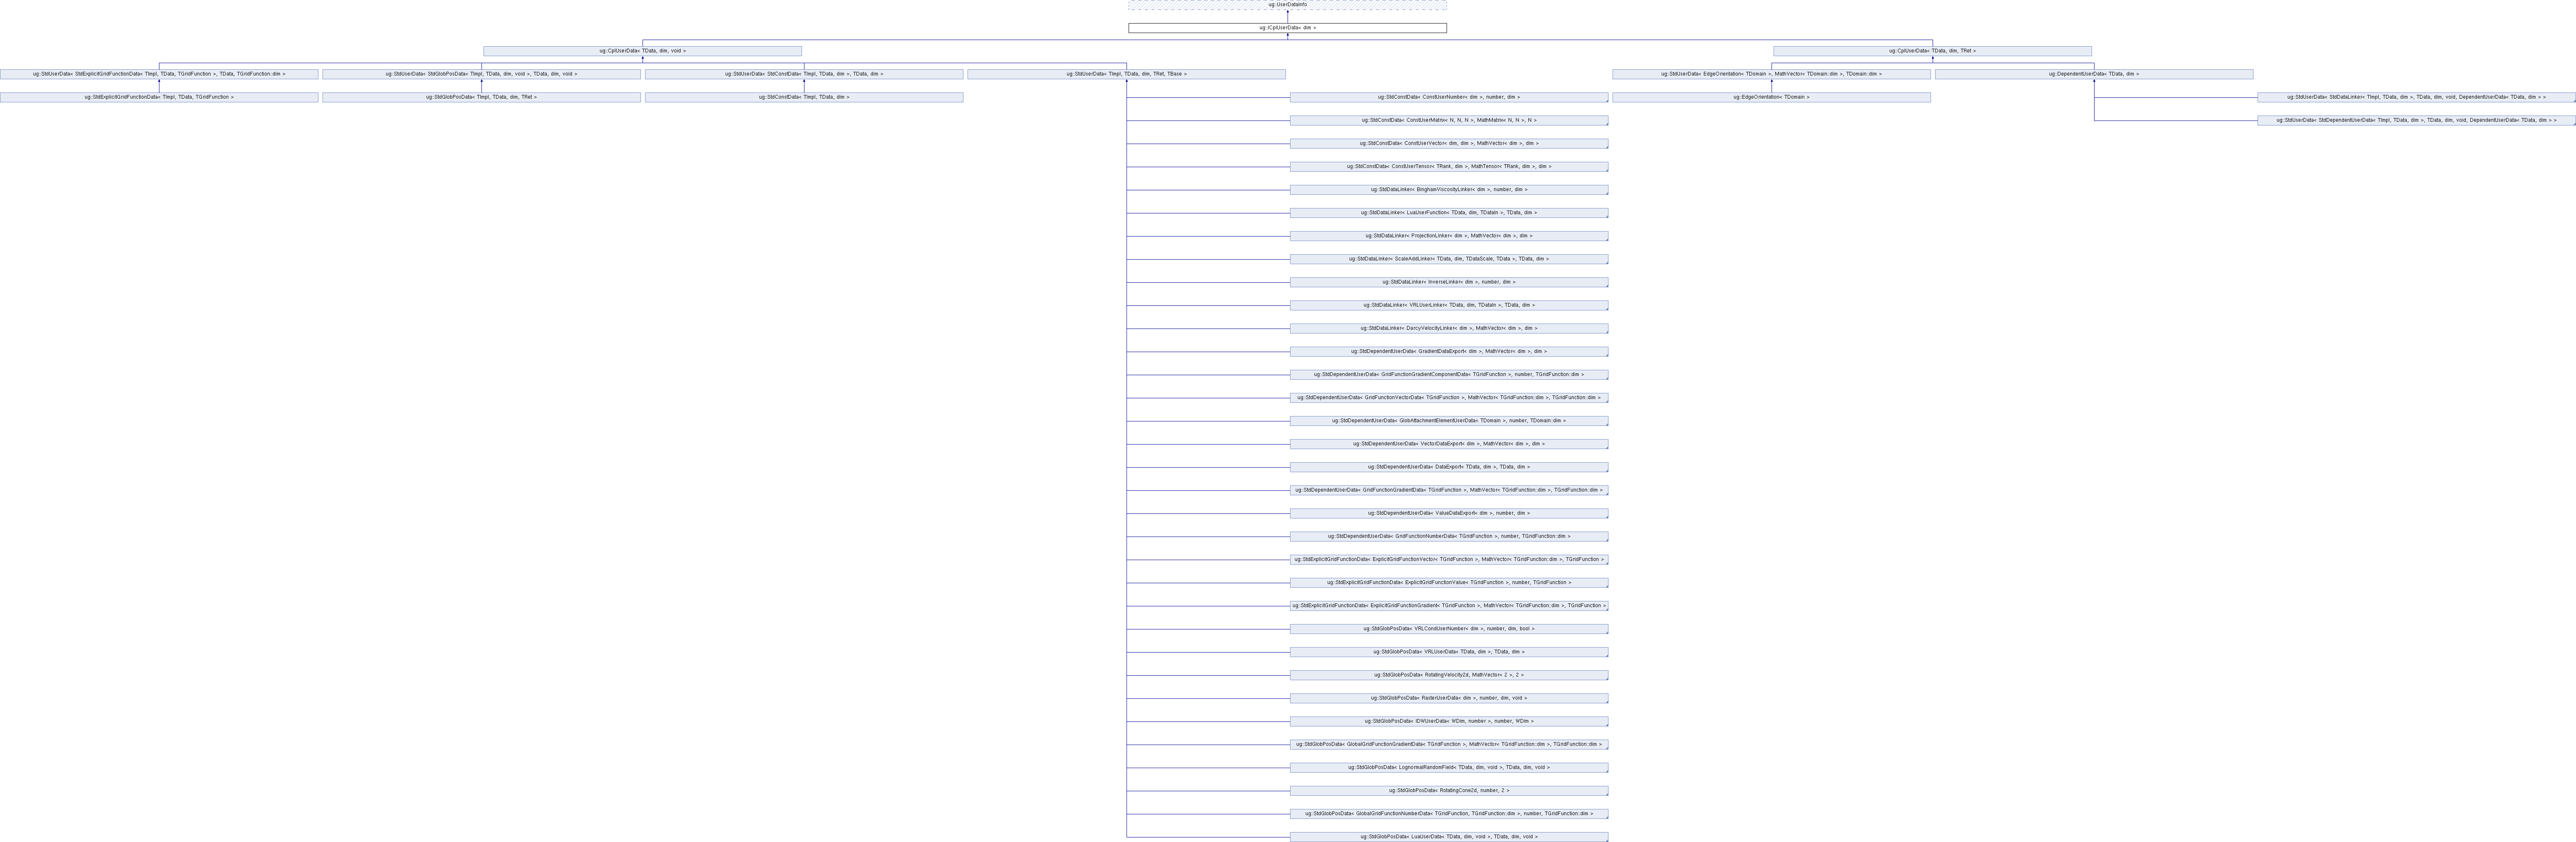 ug::UserDataInfo
ug::ICplUserData< dim >
ug::CplUserData< TData, dim, void >
ug::CplUserData< TData, dim, TRet >
ug::StdUserData< StdExplicitGridFunctionData< TImpl, TData, TGridFunction >, TData, TGridFunction::dim >
ug::StdUserData< StdGlobPosData< TImpl, TData, dim, void >, TData, dim, void >
ug::StdUserData< StdConstData< TImpl, TData, dim >, TData, dim >
ug::StdUserData< TImpl, TData, dim, TRet, TBase >
ug::StdUserData< EdgeOrientation< TDomain >, MathVector< TDomain::dim >, TDomain::dim >
ug::DependentUserData< TData, dim >
ug::StdExplicitGridFunctionData< TImpl, TData, TGridFunction >
ug::StdGlobPosData< TImpl, TData, dim, TRet >
ug::StdConstData< TImpl, TData, dim >
ug::StdConstData< ConstUserNumber< dim >, number, dim >
ug::EdgeOrientation< TDomain >
ug::StdUserData< StdDataLinker< TImpl, TData, dim >, TData, dim, void, DependentUserData< TData, dim > >
ug::StdConstData< ConstUserMatrix< N, N, N >, MathMatrix< N, N >, N >
ug::StdUserData< StdDependentUserData< TImpl, TData, dim >, TData, dim, void, DependentUserData< TData, dim > >
ug::StdConstData< ConstUserVector< dim, dim >, MathVector< dim >, dim >
ug::StdConstData< ConstUserTensor< TRank, dim >, MathTensor< TRank, dim >, dim >
ug::StdDataLinker< BinghamViscosityLinker< dim >, number, dim >
ug::StdDataLinker< LuaUserFunction< TData, dim, TDataIn >, TData, dim >
ug::StdDataLinker< ProjectionLinker< dim >, MathVector< dim >, dim >
ug::StdDataLinker< ScaleAddLinker< TData, dim, TDataScale, TData >, TData, dim >
ug::StdDataLinker< InverseLinker< dim >, number, dim >
ug::StdDataLinker< VRLUserLinker< TData, dim, TDataIn >, TData, dim >
ug::StdDataLinker< DarcyVelocityLinker< dim >, MathVector< dim >, dim >
ug::StdDependentUserData< GradientDataExport< dim >, MathVector< dim >, dim >
ug::StdDependentUserData< GridFunctionGradientComponentData< TGridFunction >, number, TGridFunction::dim >
ug::StdDependentUserData< GridFunctionVectorData< TGridFunction >, MathVector< TGridFunction::dim >, TGridFunction::dim >
ug::StdDependentUserData< GlobAttachmentElementUserData< TDomain >, number, TDomain::dim >
ug::StdDependentUserData< VectorDataExport< dim >, MathVector< dim >, dim >
ug::StdDependentUserData< DataExport< TData, dim >, TData, dim >
ug::StdDependentUserData< GridFunctionGradientData< TGridFunction >, MathVector< TGridFunction::dim >, TGridFunction::dim >
ug::StdDependentUserData< ValueDataExport< dim >, number, dim >
ug::StdDependentUserData< GridFunctionNumberData< TGridFunction >, number, TGridFunction::dim >
ug::StdExplicitGridFunctionData< ExplicitGridFunctionVector< TGridFunction >, MathVector< TGridFunction::dim >, TGridFunction >
ug::StdExplicitGridFunctionData< ExplicitGridFunctionValue< TGridFunction >, number, TGridFunction >
ug::StdExplicitGridFunctionData< ExplicitGridFunctionGradient< TGridFunction >, MathVector< TGridFunction::dim >, TGridFunction >
ug::StdGlobPosData< VRLCondUserNumber< dim >, number, dim, bool >
ug::StdGlobPosData< VRLUserData< TData, dim >, TData, dim >
ug::StdGlobPosData< RotatingVelocity2d, MathVector< 2 >, 2 >
ug::StdGlobPosData< RasterUserData< dim >, number, dim, void >
ug::StdGlobPosData< IDWUserData< WDim, number >, number, WDim >
ug::StdGlobPosData< GlobalGridFunctionGradientData< TGridFunction >, MathVector< TGridFunction::dim >, TGridFunction::dim >
ug::StdGlobPosData< LognormalRandomField< TData, dim, void >, TData, dim, void >
ug::StdGlobPosData< RotatingCone2d, number, 2 >
ug::StdGlobPosData< GlobalGridFunctionNumberData< TGridFunction, TGridFunction::dim >, number, TGridFunction::dim >
ug::StdGlobPosData< LuaUserData< TData, dim, void >, TData, dim, void >